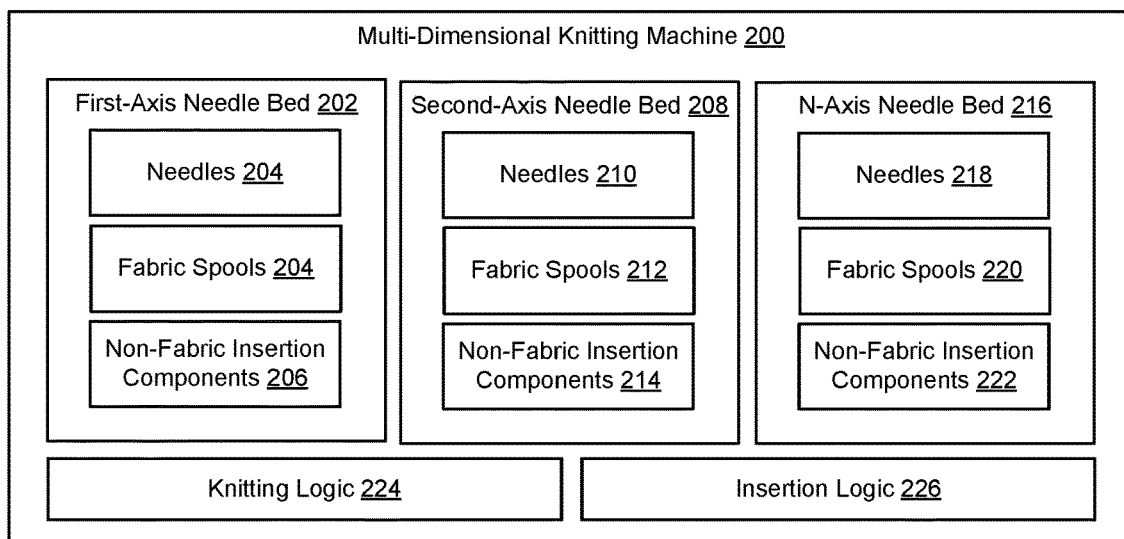 Multi-Dimensional Knitting Machine 200
First-Axis Needle Bed 202
Needles 204
Fabric Spools 204
Non-Fabric Insertion
Components 206
Second-Axis Needle Bed 208
Needles 210
Fabric Spools 212
Non-Fabric Insertion
Components 214
N-Axis Needle Bed 216
Needles 218
Fabric Spools 220
Non-Fabric Insertion
Components 222
Knitting Logic 224
Insertion Logic 226